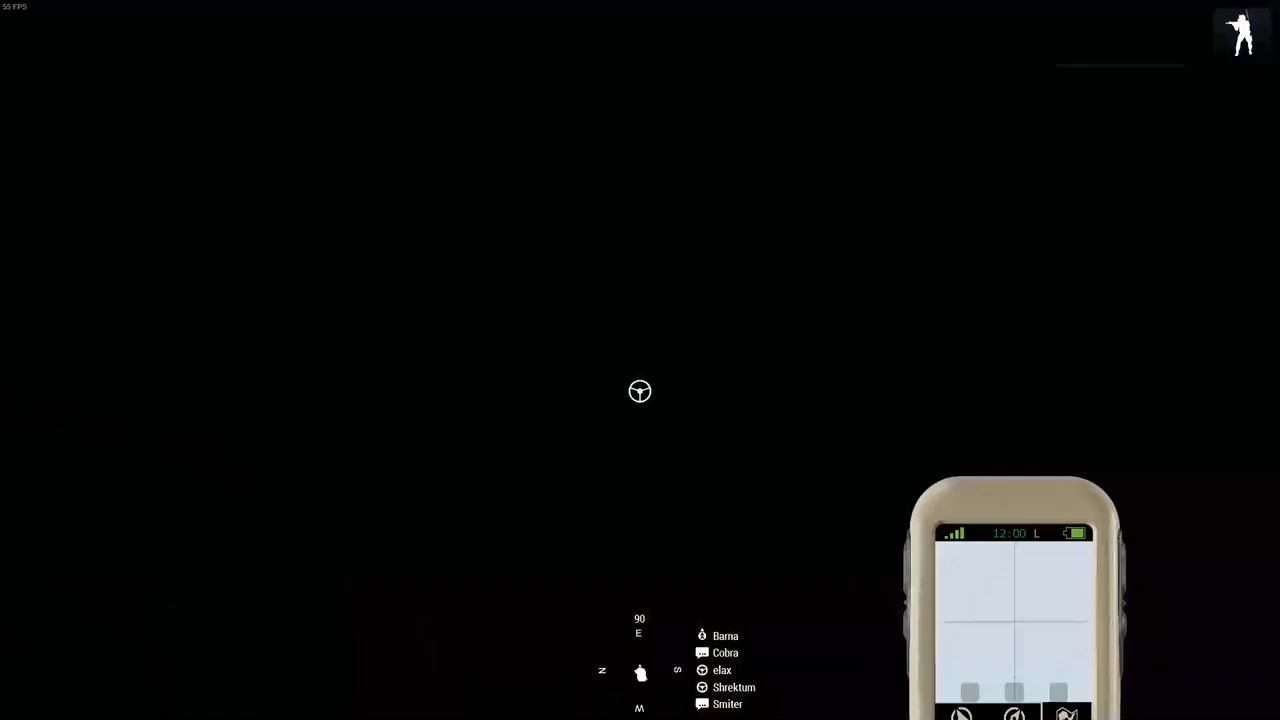 55 FPS
12:00 L
90
E
N
S
W
Barna
Cobra
elax
Shrektum
Smiter